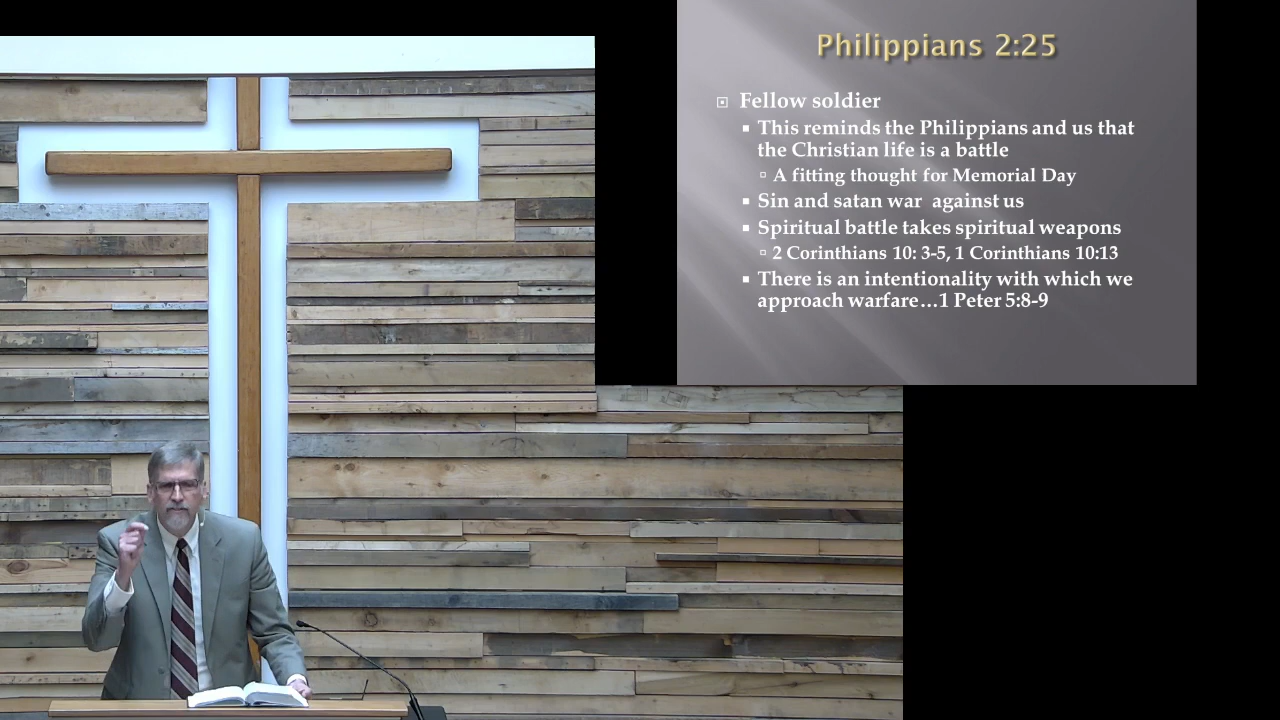 Philippians 2:25
Fellow soldier
This reminds the Philippians and us that
the Christian life is a battle
A fitting thought for Memorial Day
Sin and satan war  against us
Spiritual battle takes spiritual weapons
2 Corinthians 10: 3-5, 1 Corinthians 10:13
There is an intentionality with which we
approach warfare…1 Peter 5:8-9